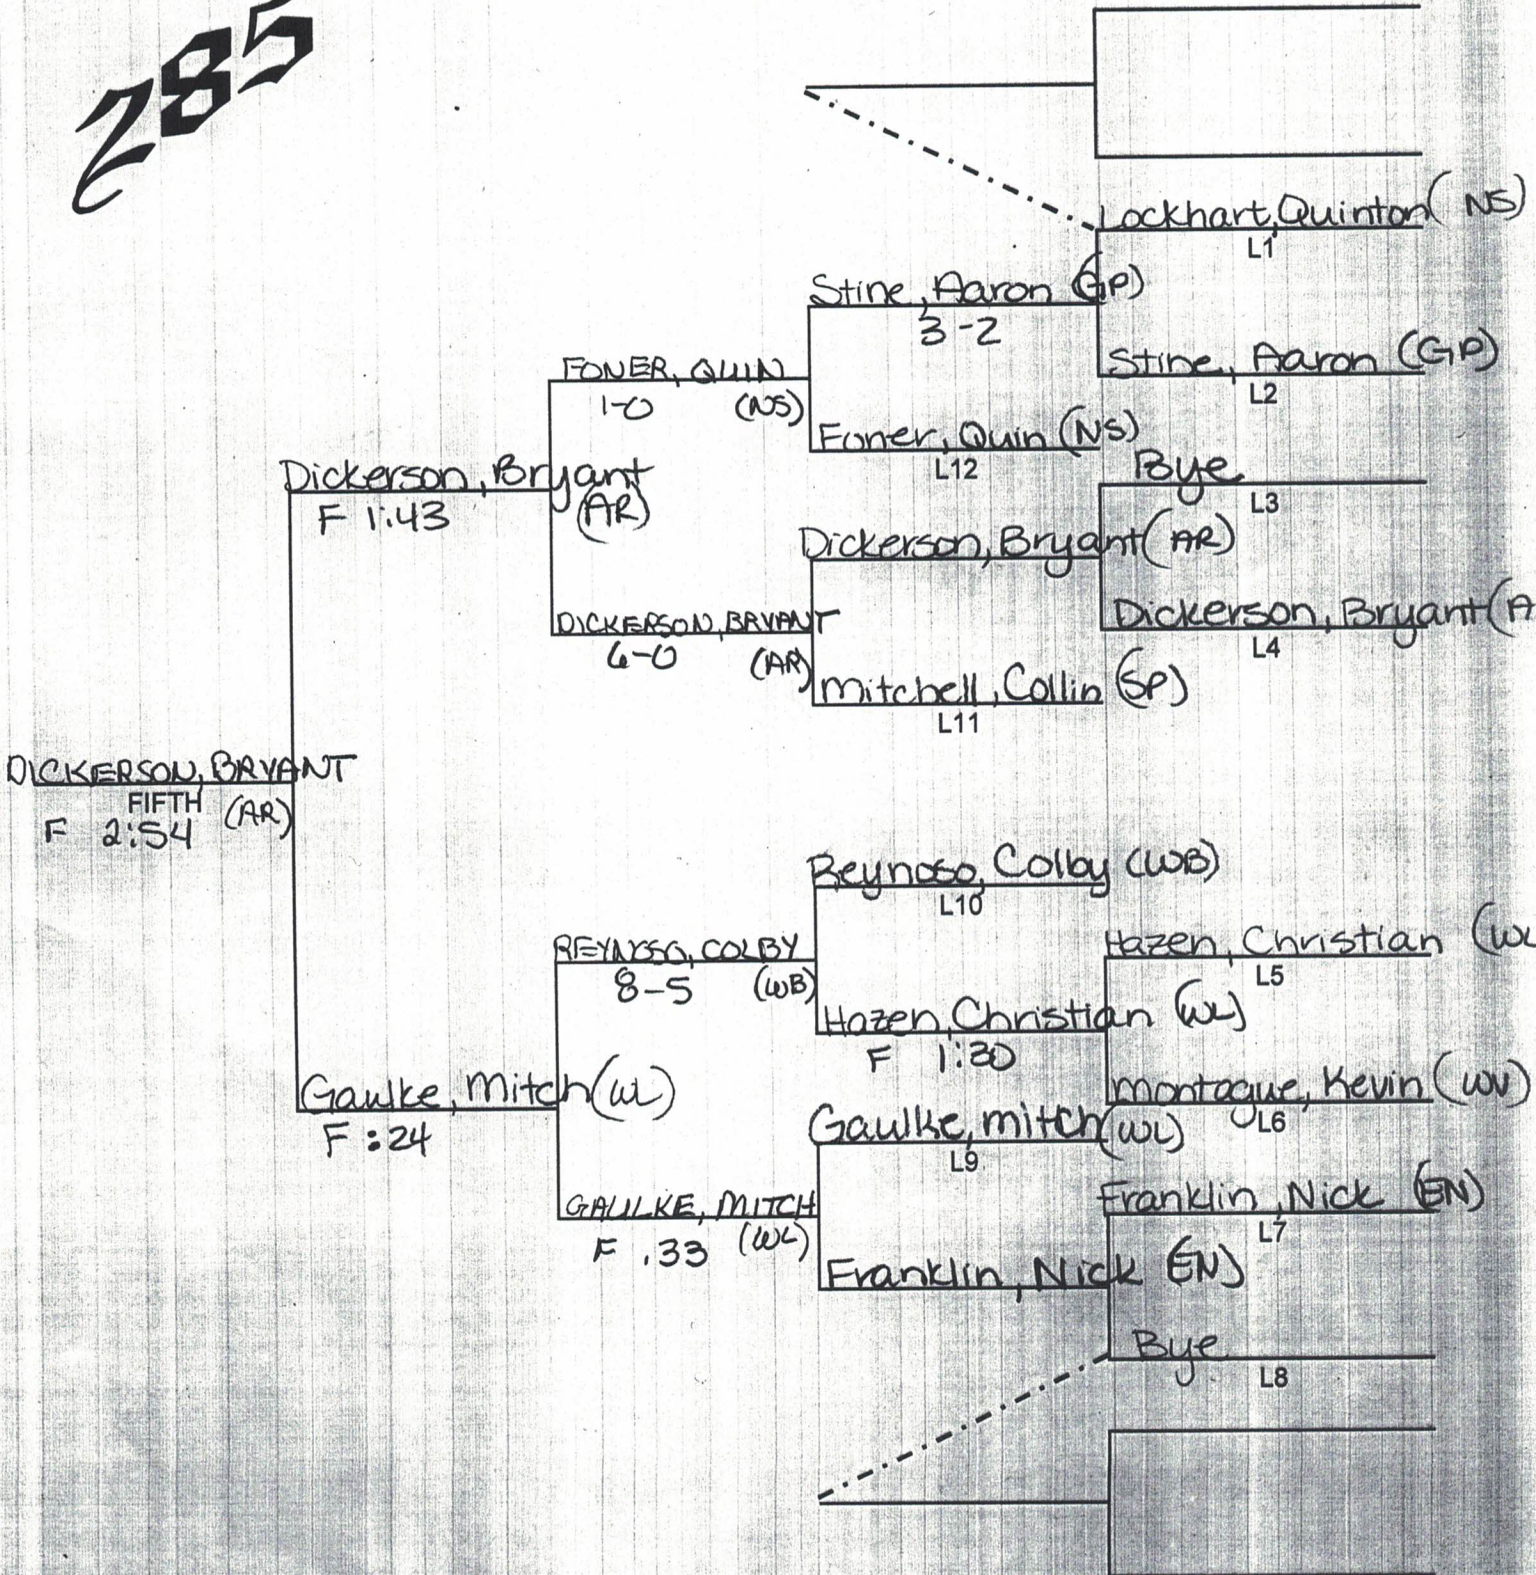 285
Lockhart, Quinton (NS)
L1
Stine, Aaron (GP)
3-2
Stine, Aaron (GP)
L2
FONER, QUIN
1-0 (NS)
Foner, Quin (NS)
L12
Bye
L3
Dickerson, Bryant
F 1:43 (AR)
Dickerson, Bryant (AR)
Dickerson, Bryant (A
L4
DICKERSON, BRYANT
6-0 (AR)
Mitchell, Collin (SP)
L11
DICKERSON, BRYANT
FIFTH (AR)
F 2:54
Reynoso, Colby (WB)
L10
REYNOSO, COLBY
8-5 (WB)
Hazen, Christian (WL
L5
Hazen, Christian (WL)
F 1:30
Montague, Kevin (WV)
L6
Gaulke, Mitch (WL)
F :24
Gaulke, mitch (WL)
L9
GAULKE, MITCH
F .33 (WL)
Franklin, Nick (EN)
L7
Franklin, Nick (EN)
Bye
L8